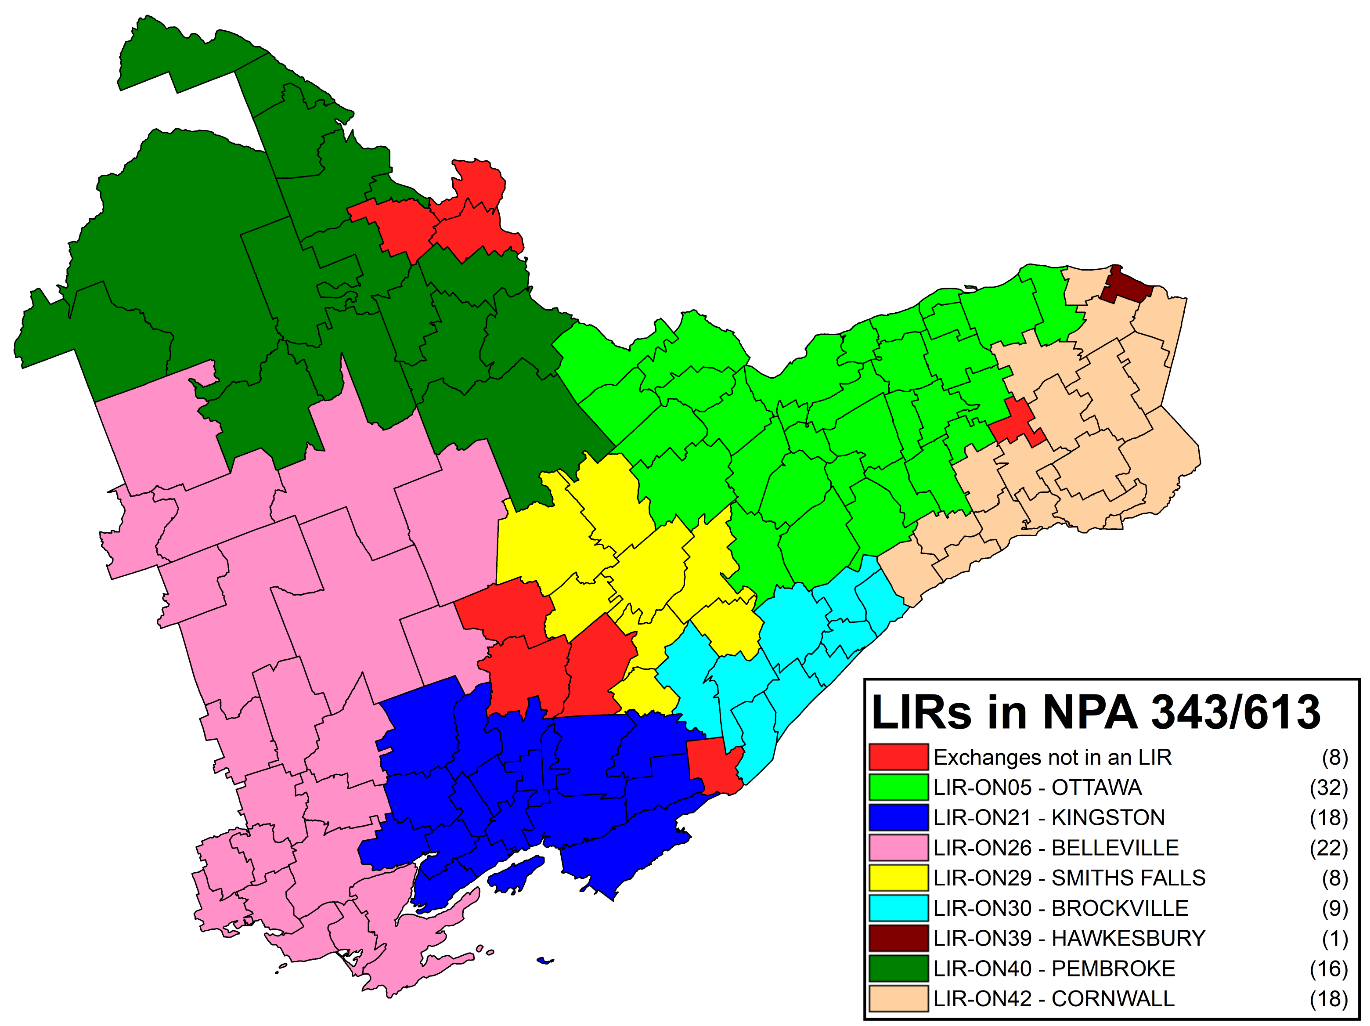 LIRs in NPA 343/613
Exchanges not in an LIR (8)
LIR-ON05 - OTTAWA (32)
LIR-ON21 - KINGSTON (18)
LIR-ON26 - BELLEVILLE (22)
LIR-ON29 - SMITHS FALLS (8)
LIR-ON30 - BROCKVILLE (9)
LIR-ON39 - HAWKESBURY (1)
LIR-ON40 - PEMBROKE (16)
LIR-ON42 - CORNWALL (18)